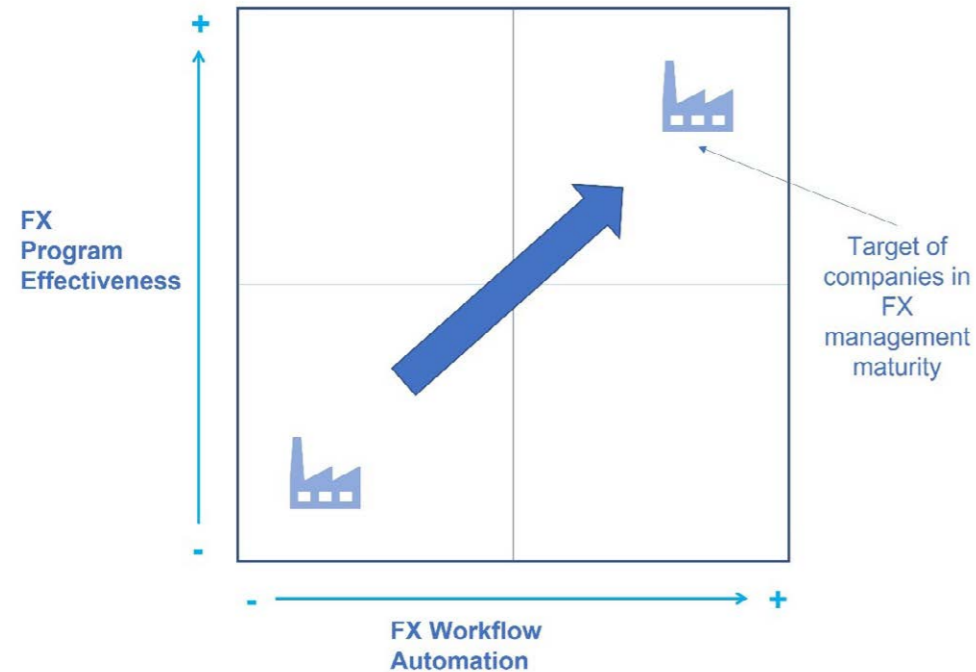 +
FX
Program
Effectiveness
-
Target of
companies in
FX
management
maturity
- +
FX Workflow
Automation